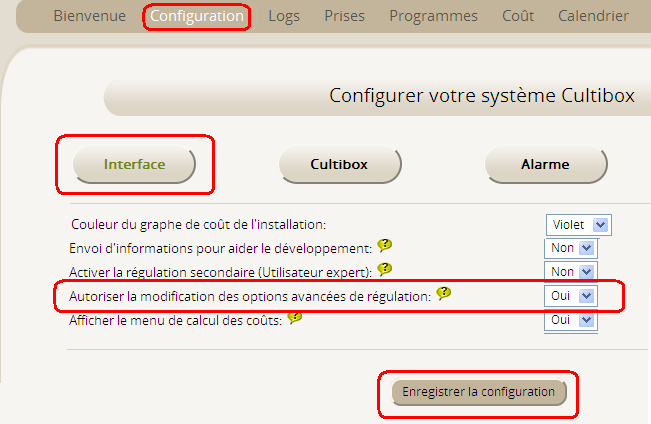 Bienvenue Configuration Logs Prises Programmes Coût Calendrier
Configurer votre système Cultibox
Interface Cultibox Alarme
Couleur du graphe de coût de l'installation: Violet
Envoi d'informations pour aider le développement: ? Non
Activer la régulation secondaire (Utilisateur expert): ? Non
Autoriser la modification des options avancées de régulation: ? Oui
Afficher le menu de calcul des coûts: ? Oui
Enregistrer la configuration